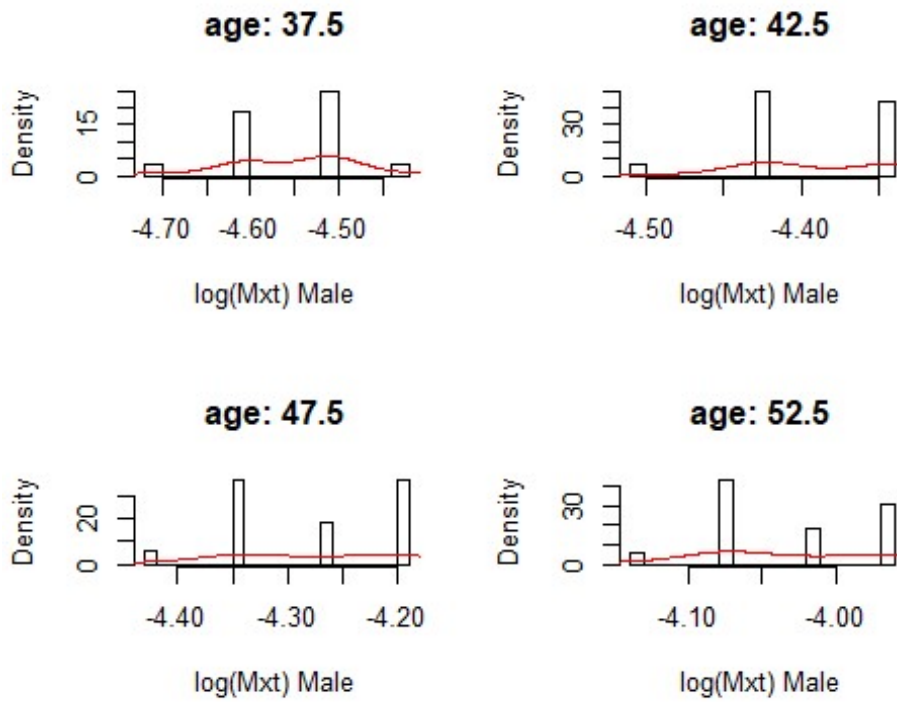 age: 37.5
Density
0 15
-4.70 -4.60 -4.50
log(Mxt) Male
age: 42.5
Density
0 30
-4.50 -4.40
log(Mxt) Male
age: 47.5
Density
0 20
-4.40 -4.30 -4.20
log(Mxt) Male
age: 52.5
Density
0 30
-4.10 -4.00
log(Mxt) Male